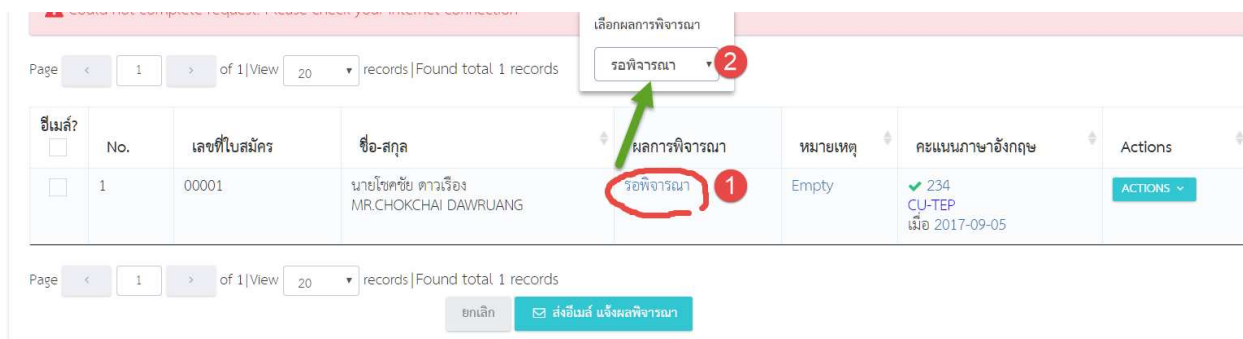 Could not complete request. Please check your internet connection
เลือกผลการพิจารณา
รอพิจารณา 2
Page < 1 > of 1|View 20 records|Found total 1 records
อีเมล์? No. เลขที่ใบสมัคร ชื่อ-สกุล ผลการพิจารณา หมายเหตุ คะแนนภาษาอังกฤษ Actions
1 00001 นายโชคชัย ดาวเรือง รอพิจารณา 1 Empty 234 ACTIONS
MR.CHOKCHAI DAWRUANG CU-TEP
เมื่อ 2017-09-05
Page < 1 > of 1|View 20 records|Found total 1 records
ยกเลิก ส่งอีเมล์ แจ้งผลพิจารณา